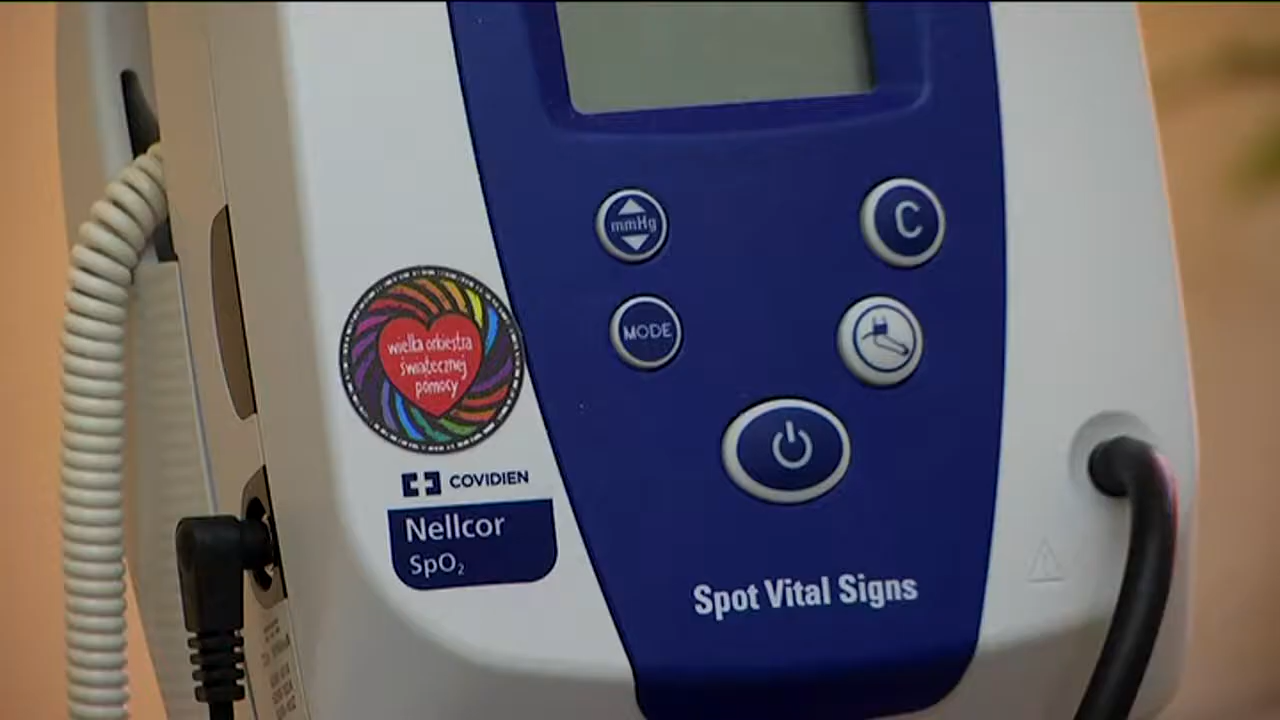 mmHg
C
MODE
wielka orkiestra
świątecznej
pomocy
COVIDIEN
Nellcor
SpO₂
Spot Vital Signs